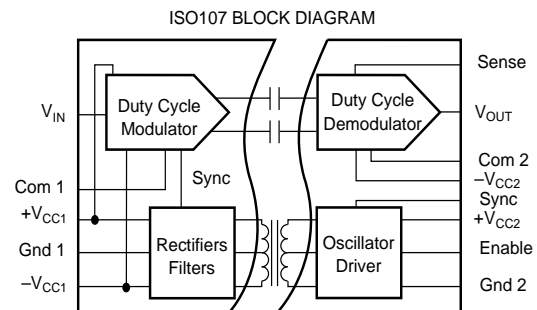 ISO107 BLOCK DIAGRAM
Sense
Duty Cycle
Modulator
Duty Cycle
Demodulator
VIN
VOUT
Com 2
–VCC2
Com 1
Sync
Sync
+VCC1
+VCC2
Gnd 1
Rectifiers
Filters
Oscillator
Driver
Enable
–VCC1
Gnd 2